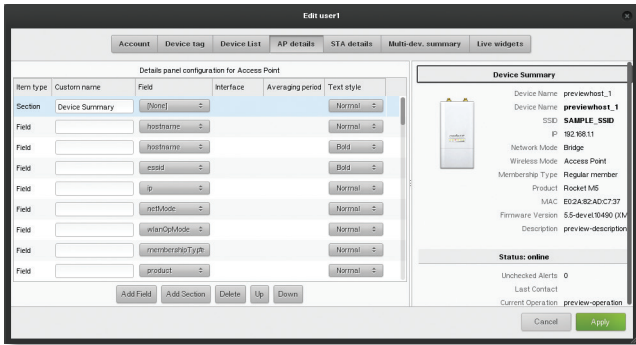 Edit user1
Account Device tag Device List AP details STA details Multi-dev. summary Live widgets
Details panel configuration for Access Point
Item type Custom name Field Interface Averaging period Text style
Section Device Summary [None] Normal
Field hostname Normal
Field hostname Bold
Field essid Bold
Field ip Normal
Field netMode Normal
Field wlanOpMode Normal
Field membershipType Normal
Field product Normal
Add Field Add Section Delete Up Down
Device Summary
Device Name previewhost_1
Device Name previewhost_1
SSID SAMPLE_SSID
IP 192.168.1.1
Network Mode Bridge
Wireless Mode Access Point
Membership Type Regular member
Product Rocket M5
MAC E0:2A:82:AD:C7:37
Firmware Version 5.5-devel.10490 (XM
Description preview-description
Status: online
Unchecked Alerts 0
Last Contact
Current Operation preview-operation
Cancel Apply